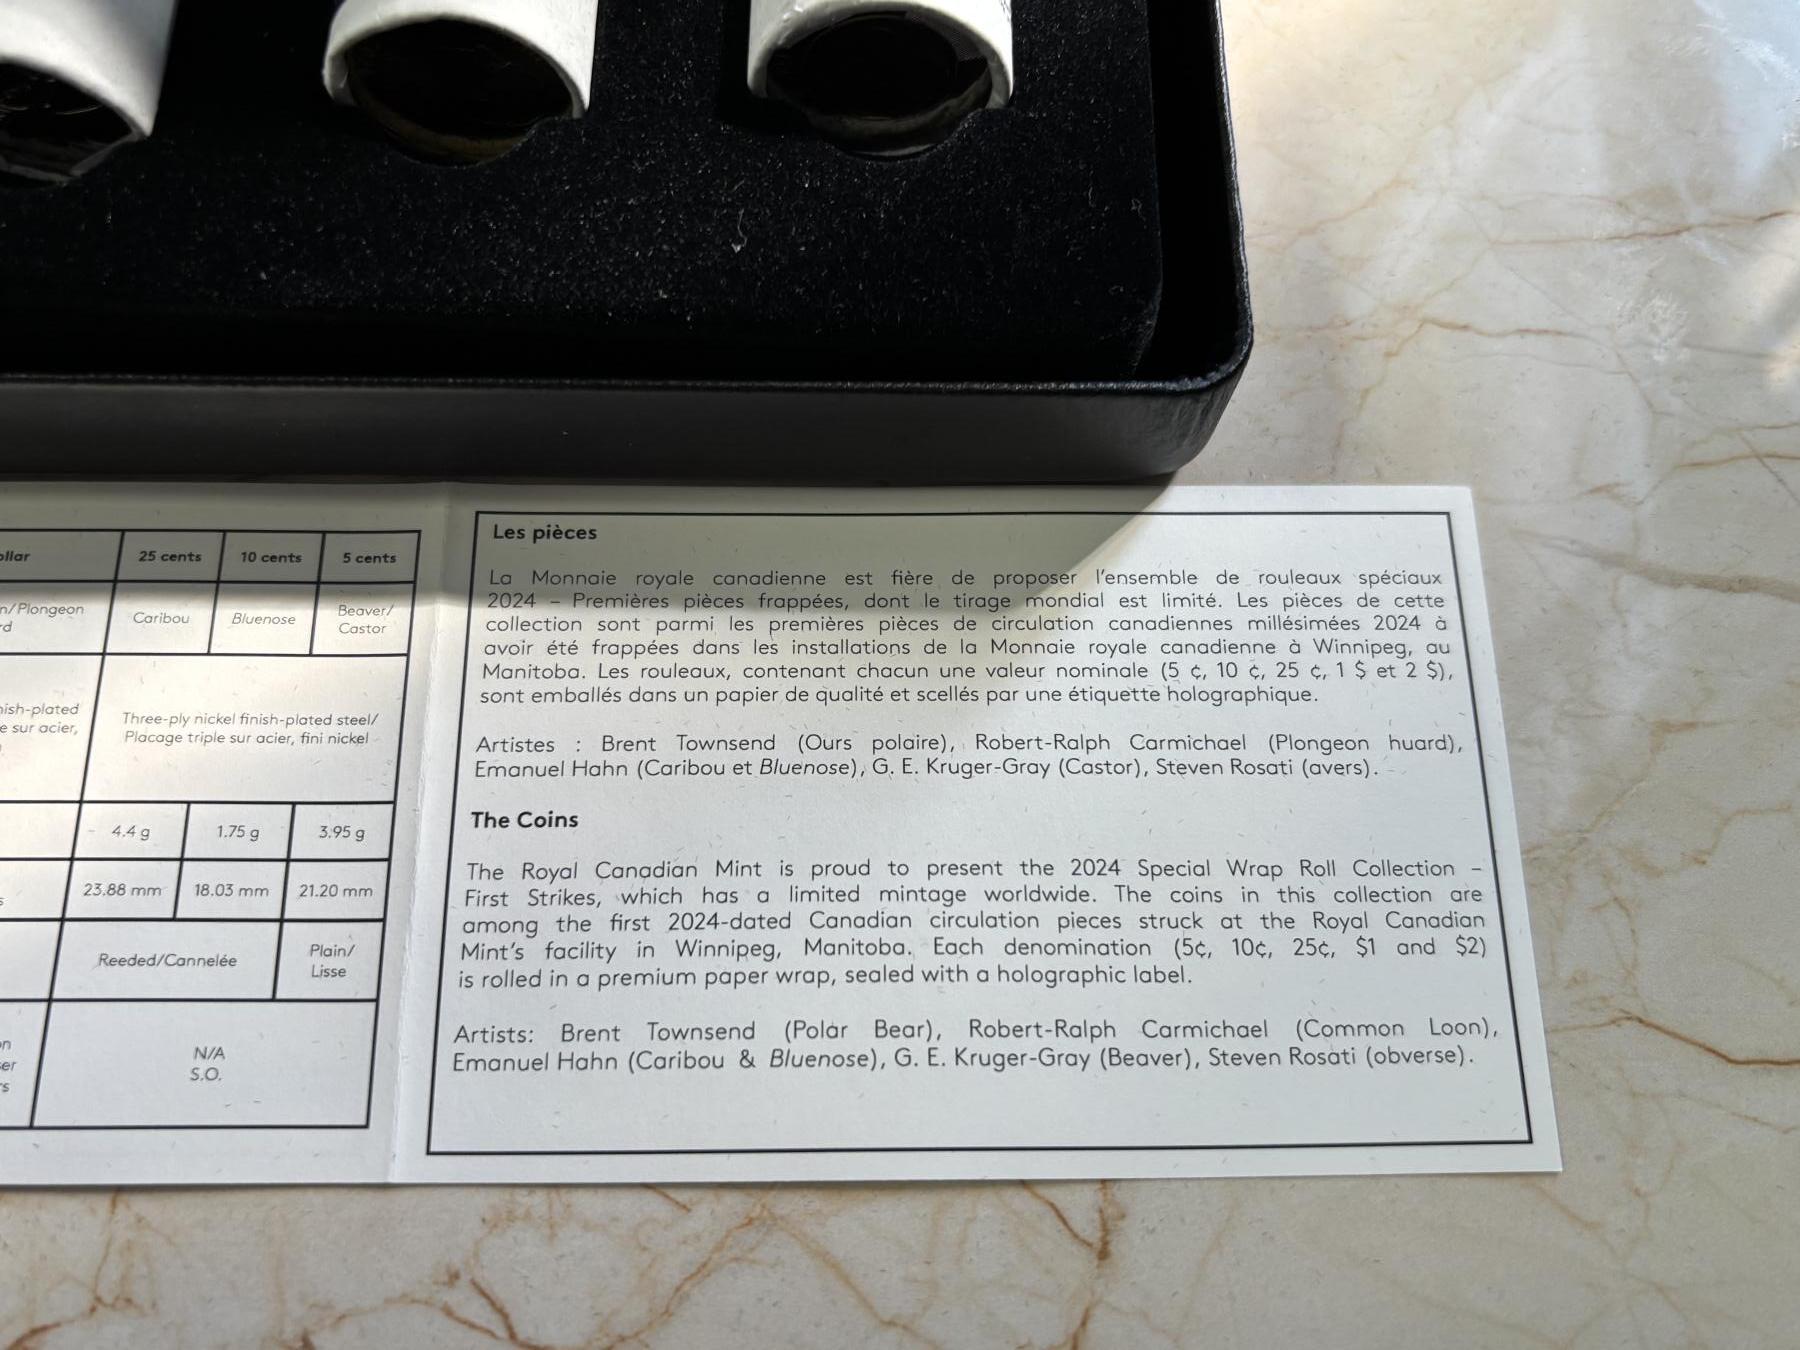 25 cents 10 cents 5 cents
Caribou Bluenose Beaver/
Castor
Three-ply nickel finish-plated steel/
Placage triple sur acier, fini nickel
4.4 g 1.75 g 3.95 g
23.88 mm 18.03 mm 21.20 mm
Reeded/Cannelée Plain/
Lisse
N/A
S.O.
Les pièces
La Monnaie royale canadienne est fière de proposer l'ensemble de rouleaux spéciaux
2024 – Premières pièces frappées, dont le tirage mondial est limité. Les pièces de cette
collection sont parmi les premières pièces de circulation canadiennes millésimées 2024 à
avoir été frappées dans les installations de la Monnaie royale canadienne à Winnipeg, au
Manitoba. Les rouleaux, contenant chacun une valeur nominale (5 ¢, 10 ¢, 25 ¢, 1 $ et 2 $),
sont emballés dans un papier de qualité et scellés par une étiquette holographique.
Artistes : Brent Townsend (Ours polaire), Robert-Ralph Carmichael (Plongeon huard),
Emanuel Hahn (Caribou et Bluenose), G. E. Kruger-Gray (Castor), Steven Rosati (avers).
The Coins
The Royal Canadian Mint is proud to present the 2024 Special Wrap Roll Collection –
First Strikes, which has a limited mintage worldwide. The coins in this collection are
among the first 2024-dated Canadian circulation pieces struck at the Royal Canadian
Mint's facility in Winnipeg, Manitoba. Each denomination (5¢, 10¢, 25¢, $1 and $2)
is rolled in a premium paper wrap, sealed with a holographic label.
Artists: Brent Townsend (Polar Bear), Robert-Ralph Carmichael (Common Loon),
Emanuel Hahn (Caribou & Bluenose), G. E. Kruger-Gray (Beaver), Steven Rosati (obverse).